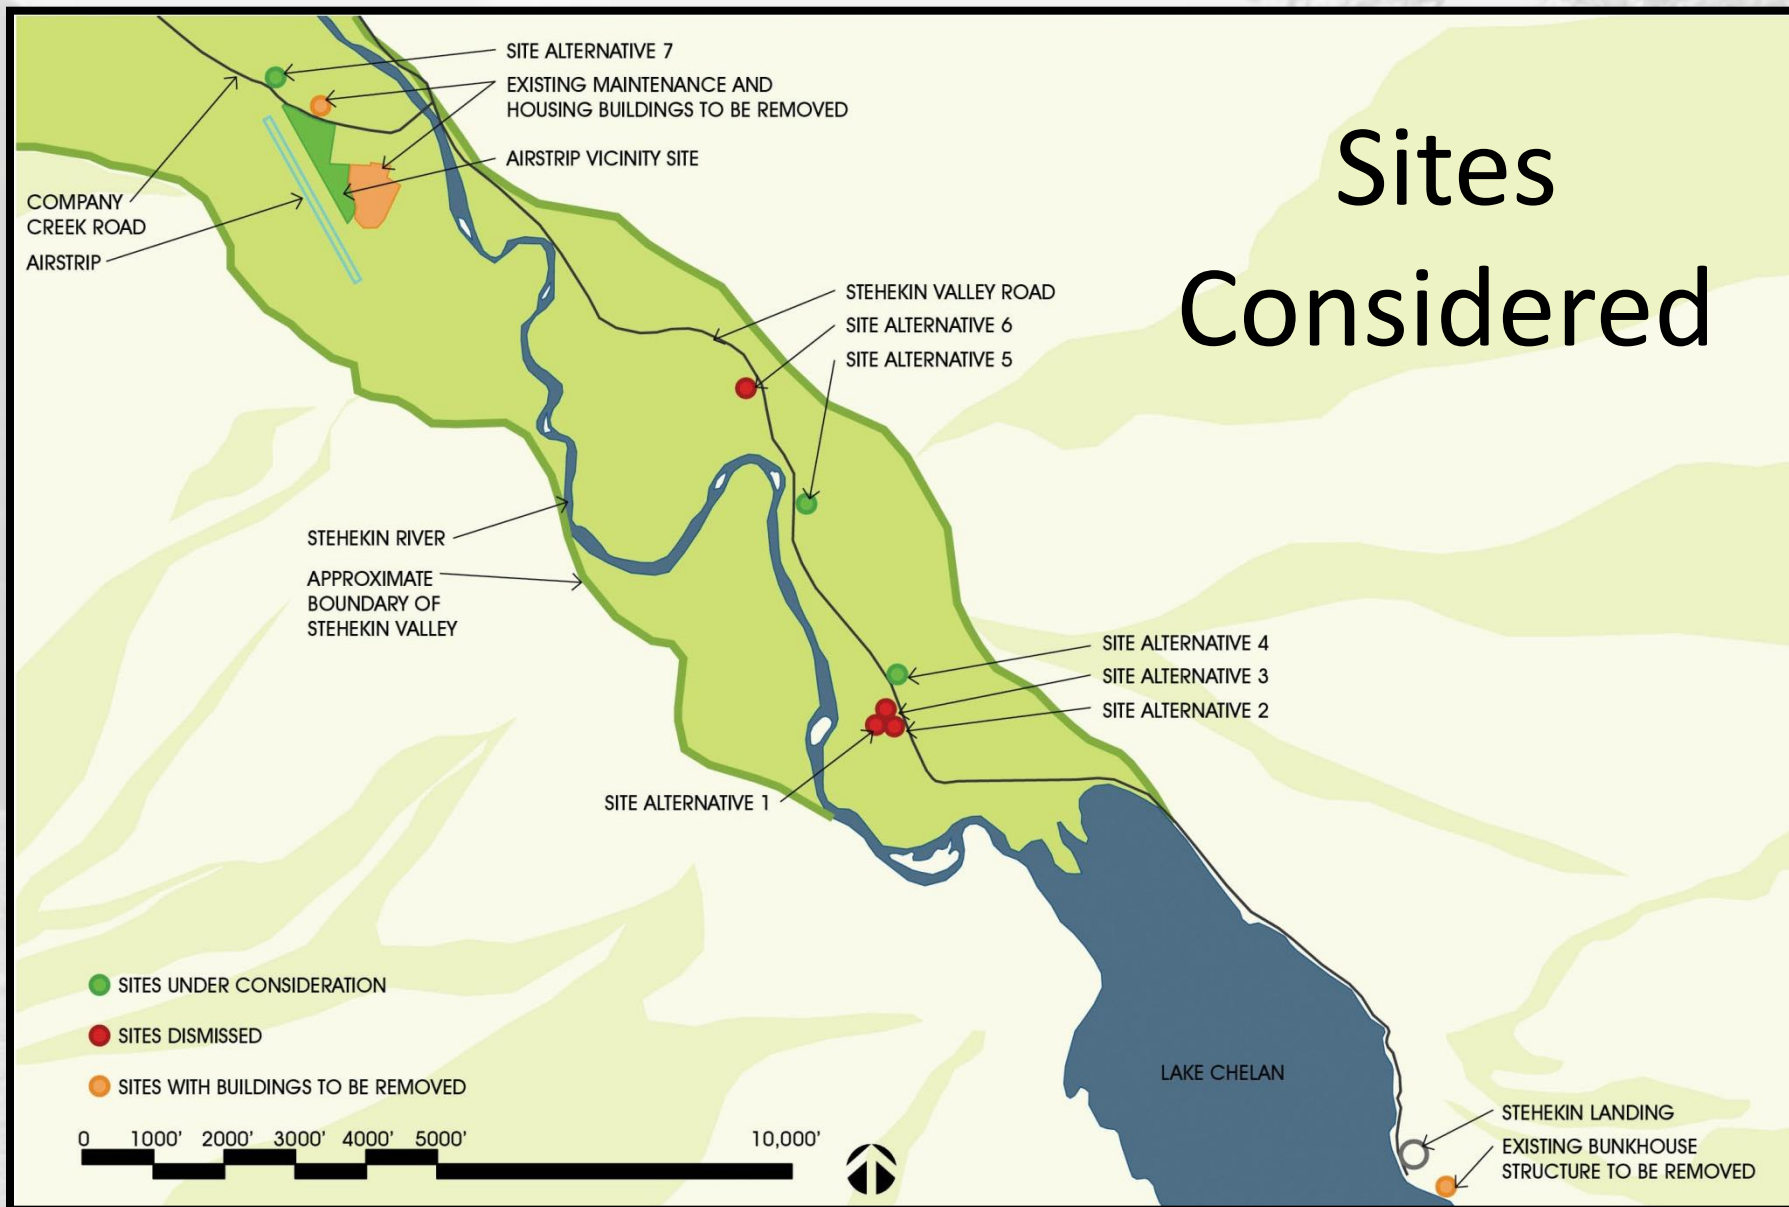 Sites
Considered
SITE ALTERNATIVE 7
EXISTING MAINTENANCE AND
HOUSING BUILDINGS TO BE REMOVED
AIRSTRIP VICINITY SITE
COMPANY
CREEK ROAD
AIRSTRIP
STEHEKIN VALLEY ROAD
SITE ALTERNATIVE 6
SITE ALTERNATIVE 5
STEHEKIN RIVER
APPROXIMATE
BOUNDARY OF
STEHEKIN VALLEY
SITE ALTERNATIVE 4
SITE ALTERNATIVE 3
SITE ALTERNATIVE 2
SITE ALTERNATIVE 1
SITES UNDER CONSIDERATION
SITES DISMISSED
SITES WITH BUILDINGS TO BE REMOVED
0 1000' 2000' 3000' 4000' 5000' 10,000'
LAKE CHELAN
STEHEKIN LANDING
EXISTING BUNKHOUSE
STRUCTURE TO BE REMOVED